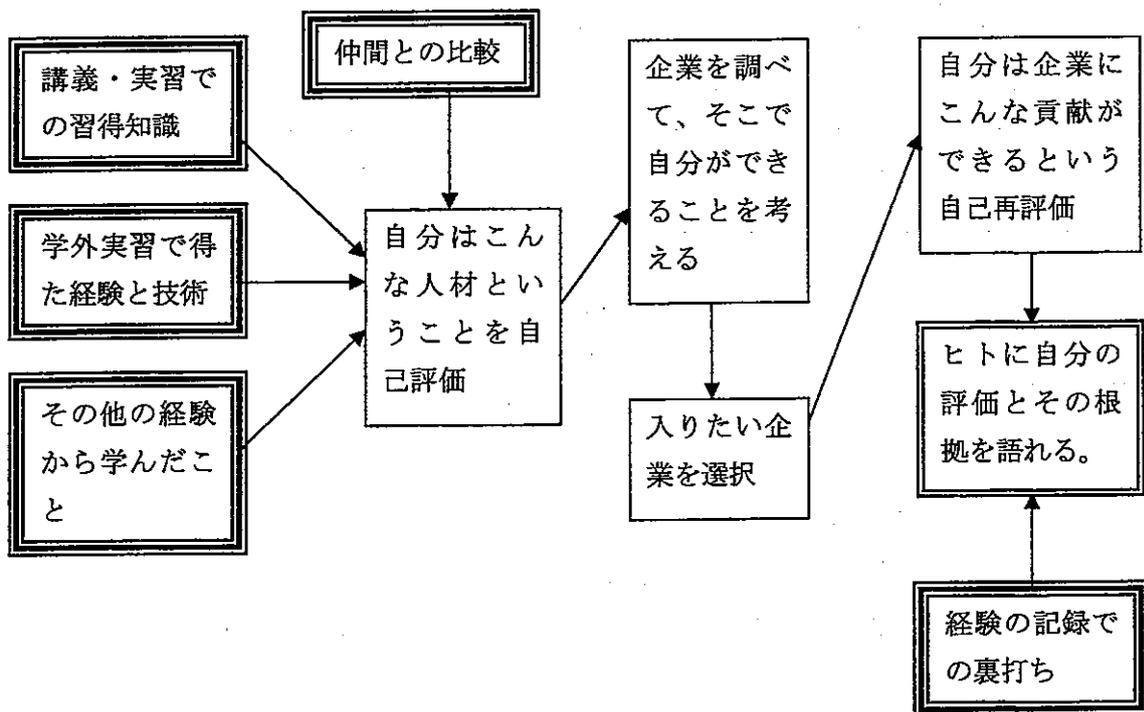 講義・実習で
の習得知識
学外実習で得
た経験と技術
その他の経験
から学んだこ
と
仲間との比較
自分はこん
な人材とい
うことを自
己評価
企業を調べ
て、そこで
自分ができ
ることを考
える
入りたい企
業を選択
自分は企業に
こんな貢献が
できるという
自己再評価
ヒトに自分の
評価とその根
拠を語れる。
経験の記録で
の裏打ち